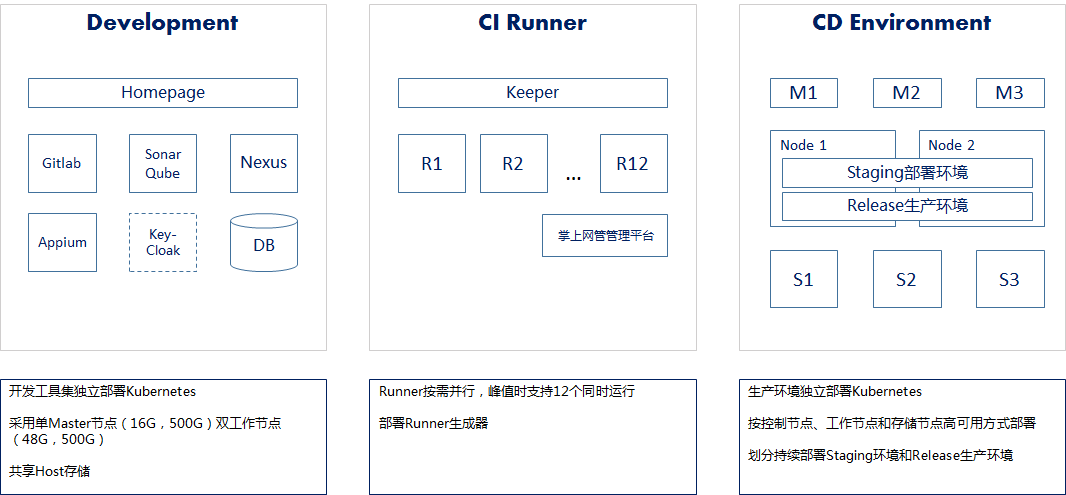 Development
Homepage
Gitlab
Sonar
Qube
Nexus
Appium
Key-
Cloak
DB
开发工具集独立部署Kubernetes
采用单Master节点（16G，500G）双工作节点
（48G，500G）
共享Host存储
CI Runner
Keeper
R1
R2
...
R12
掌上网管管理平台
Runner按需并行，峰值时支持12个同时运行
部署Runner生成器
CD Environment
M1
M2
M3
Node 1
Node 2
Staging部署环境
Release生产环境
S1
S2
S3
生产环境独立部署Kubernetes
按控制节点、工作节点和存储节点高可用方式部署
划分持续部署Staging环境和Release生产环境